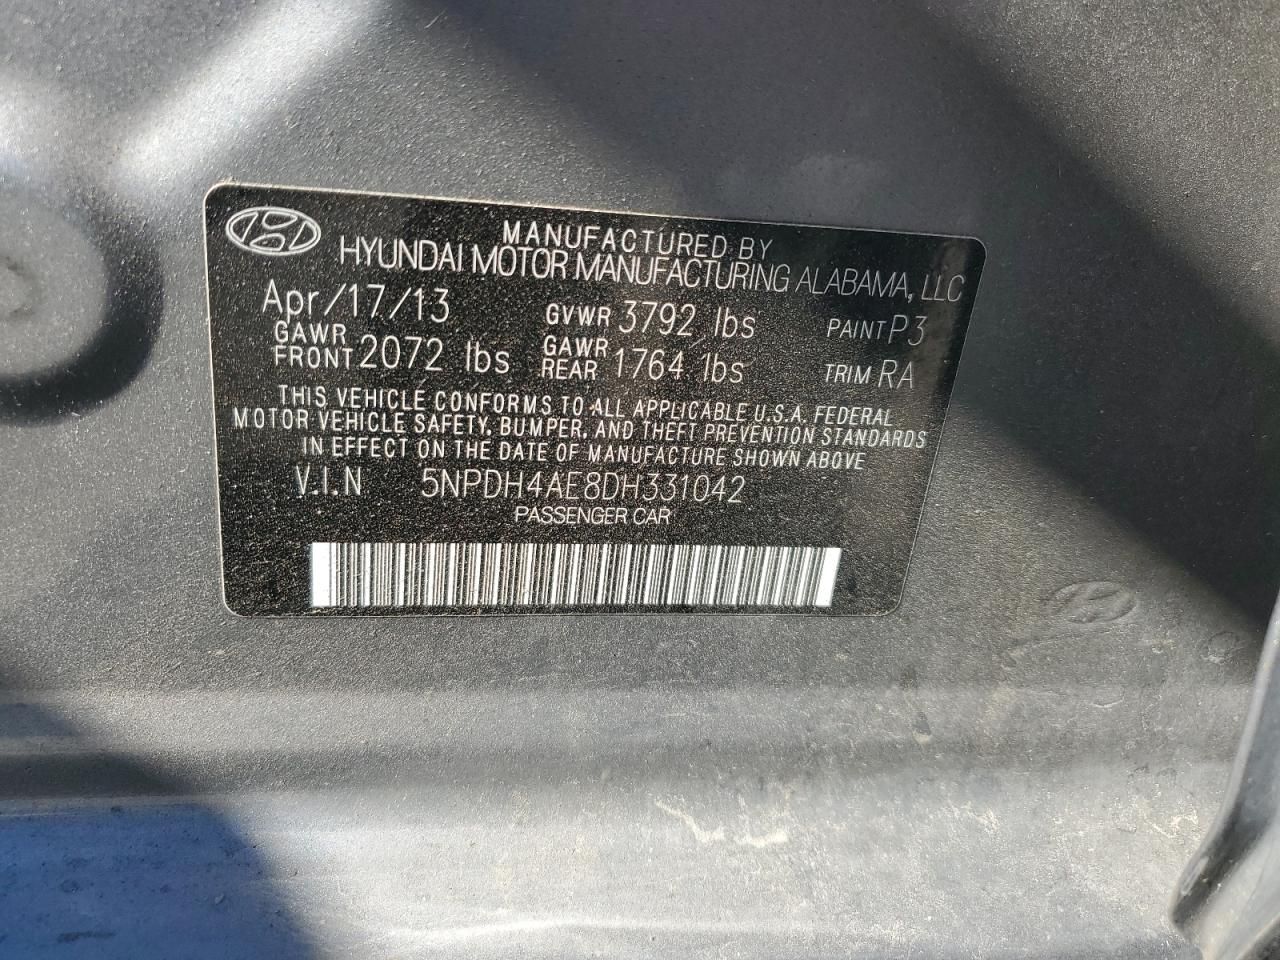 MANUFACTURED BY
HYUNDAI MOTOR MANUFACTURING ALABAMA, LLC
Apr/17/13 GVWR 3792 lbs PAINT P3
GAWR FRONT 2072 lbs GAWR REAR 1764 lbs TRIM RA
THIS VEHICLE CONFORMS TO ALL APPLICABLE U.S.A. FEDERAL
MOTOR VEHICLE SAFETY, BUMPER, AND THEFT PREVENTION STANDARDS
IN EFFECT ON THE DATE OF MANUFACTURE SHOWN ABOVE
V.I.N 5NPDH4AE8DH331042
PASSENGER CAR